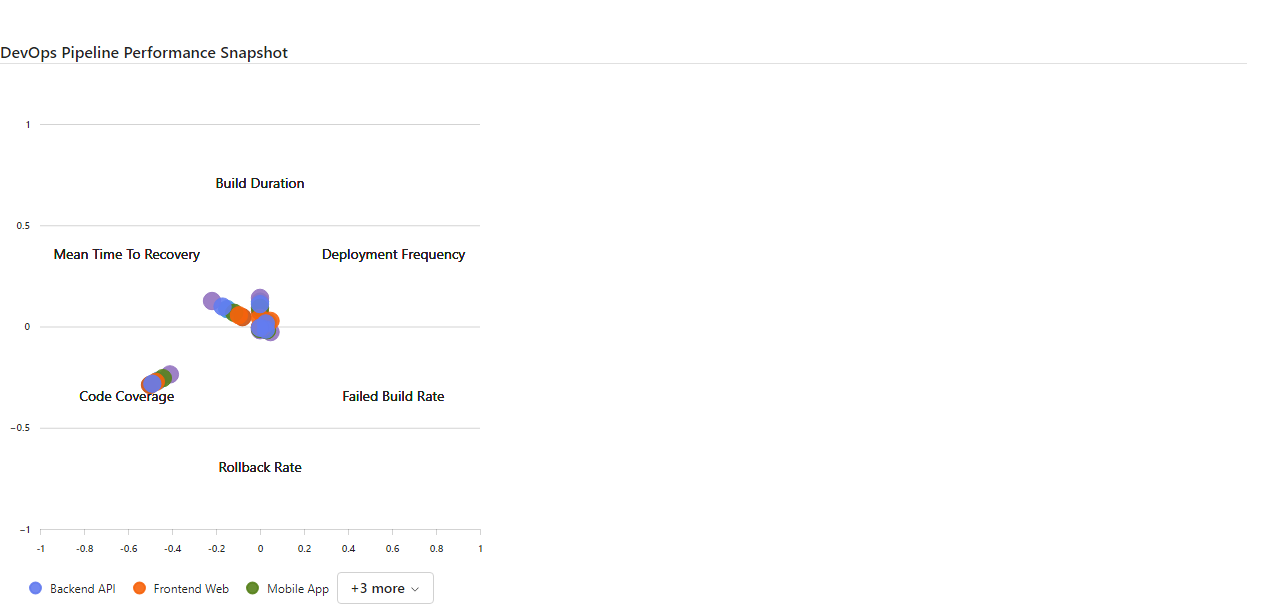 DevOps Pipeline Performance Snapshot
1
Build Duration
0.5
Mean Time To Recovery
Deployment Frequency
0
Code Coverage
Failed Build Rate
−0.5
Rollback Rate
−1
-1 -0.8 -0.6 -0.4 -0.2 0 0.2 0.4 0.6 0.8 1
Backend API Frontend Web Mobile App +3 more